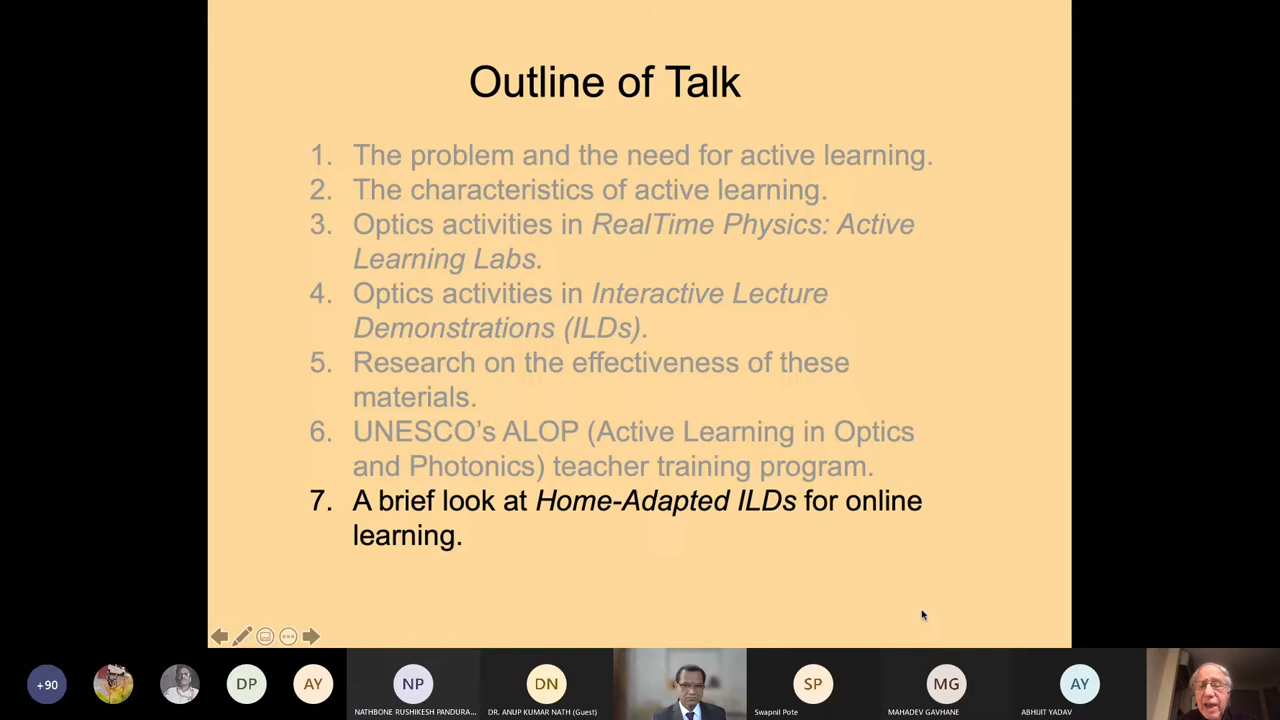 Outline of Talk
1. The problem and the need for active learning.
2. The characteristics of active learning.
3. Optics activities in RealTime Physics: Active
Learning Labs.
4. Optics activities in Interactive Lecture
Demonstrations (ILDs).
5. Research on the effectiveness of these
materials.
6. UNESCO’s ALOP (Active Learning in Optics
and Photonics) teacher training program.
7. A brief look at Home-Adapted ILDs for online
learning.
+90
DP
AY
NP
DN
SP
MG
AY
NATHBONE RUSHIKESH PANDURA...
DR. ANUP KUMAR NATH (Guest)
Swapnil Pote
MAHADEV GAVHANE
ABHIJIT YADAV